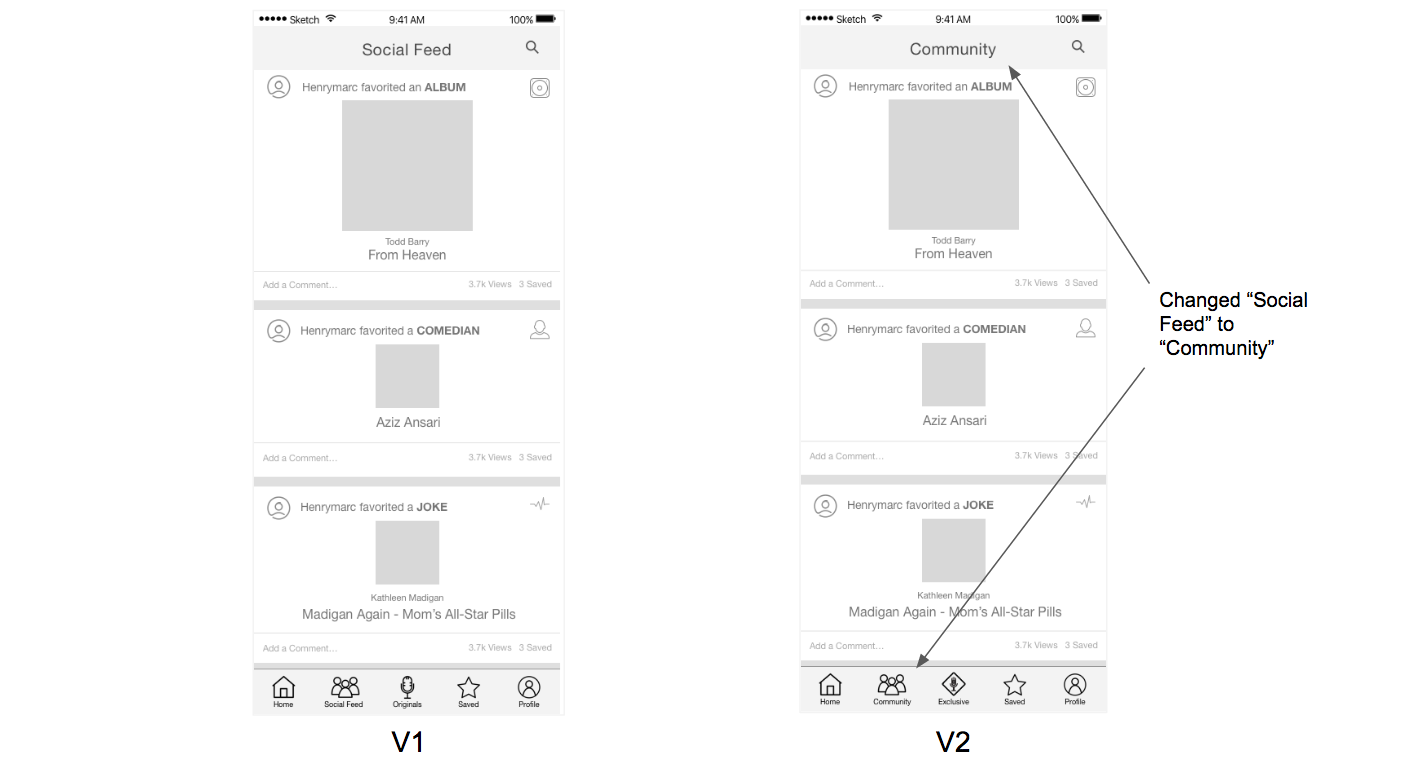 Sketch 9:41 AM 100%
Social Feed
Henrymarc favorited an ALBUM
Todd Barry
From Heaven
Add a Comment... 3.7k Views 3 Saved
Henrymarc favorited a COMEDIAN
Aziz Ansari
Add a Comment... 3.7k Views 3 Saved
Henrymarc favorited a JOKE
Kathleen Madigan
Madigan Again - Mom's All-Star Pills
Add a Comment... 3.7k Views 3 Saved
Home Social Feed Originals Saved Profile
V1
Sketch 9:41 AM 100%
Community
Henrymarc favorited an ALBUM
Todd Barry
From Heaven
Add a Comment... 3.7k Views 3 Saved
Henrymarc favorited a COMEDIAN
Aziz Ansari
Add a Comment... 3.7k Views 3 Saved
Henrymarc favorited a JOKE
Kathleen Madigan
Madigan Again - Mom's All-Star Pills
Add a Comment... 3.7k Views 3 Saved
Home Community Exclusive Saved Profile
V2
Changed “Social
Feed” to
“Community”